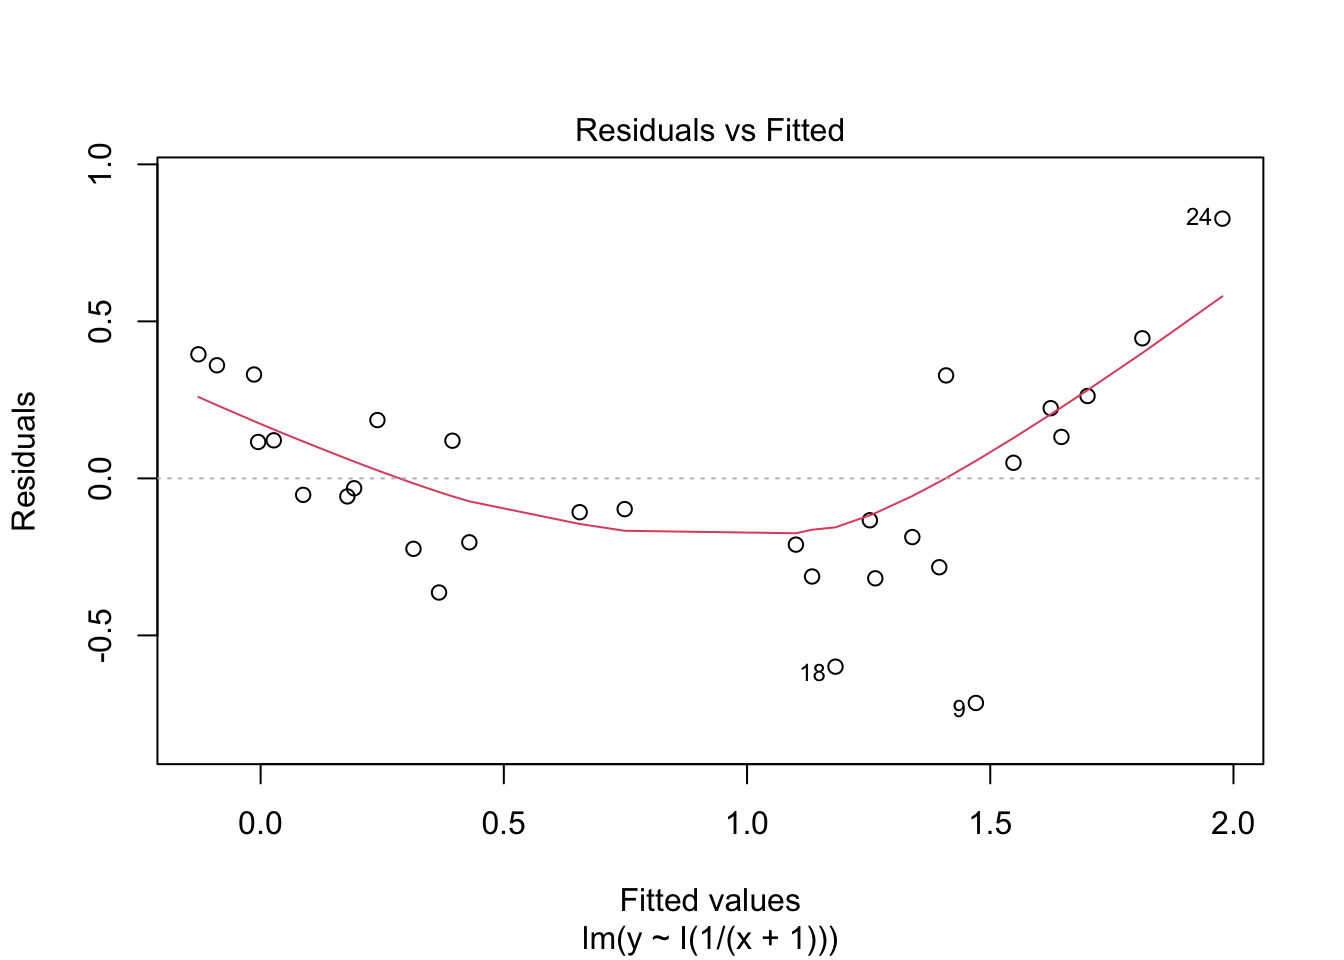 Residuals vs Fitted
1.0
0.5
0.0
-0.5
Residuals
24
18
9
0.0 0.5 1.0 1.5 2.0
Fitted values
lm(y ~ I(1/(x + 1)))